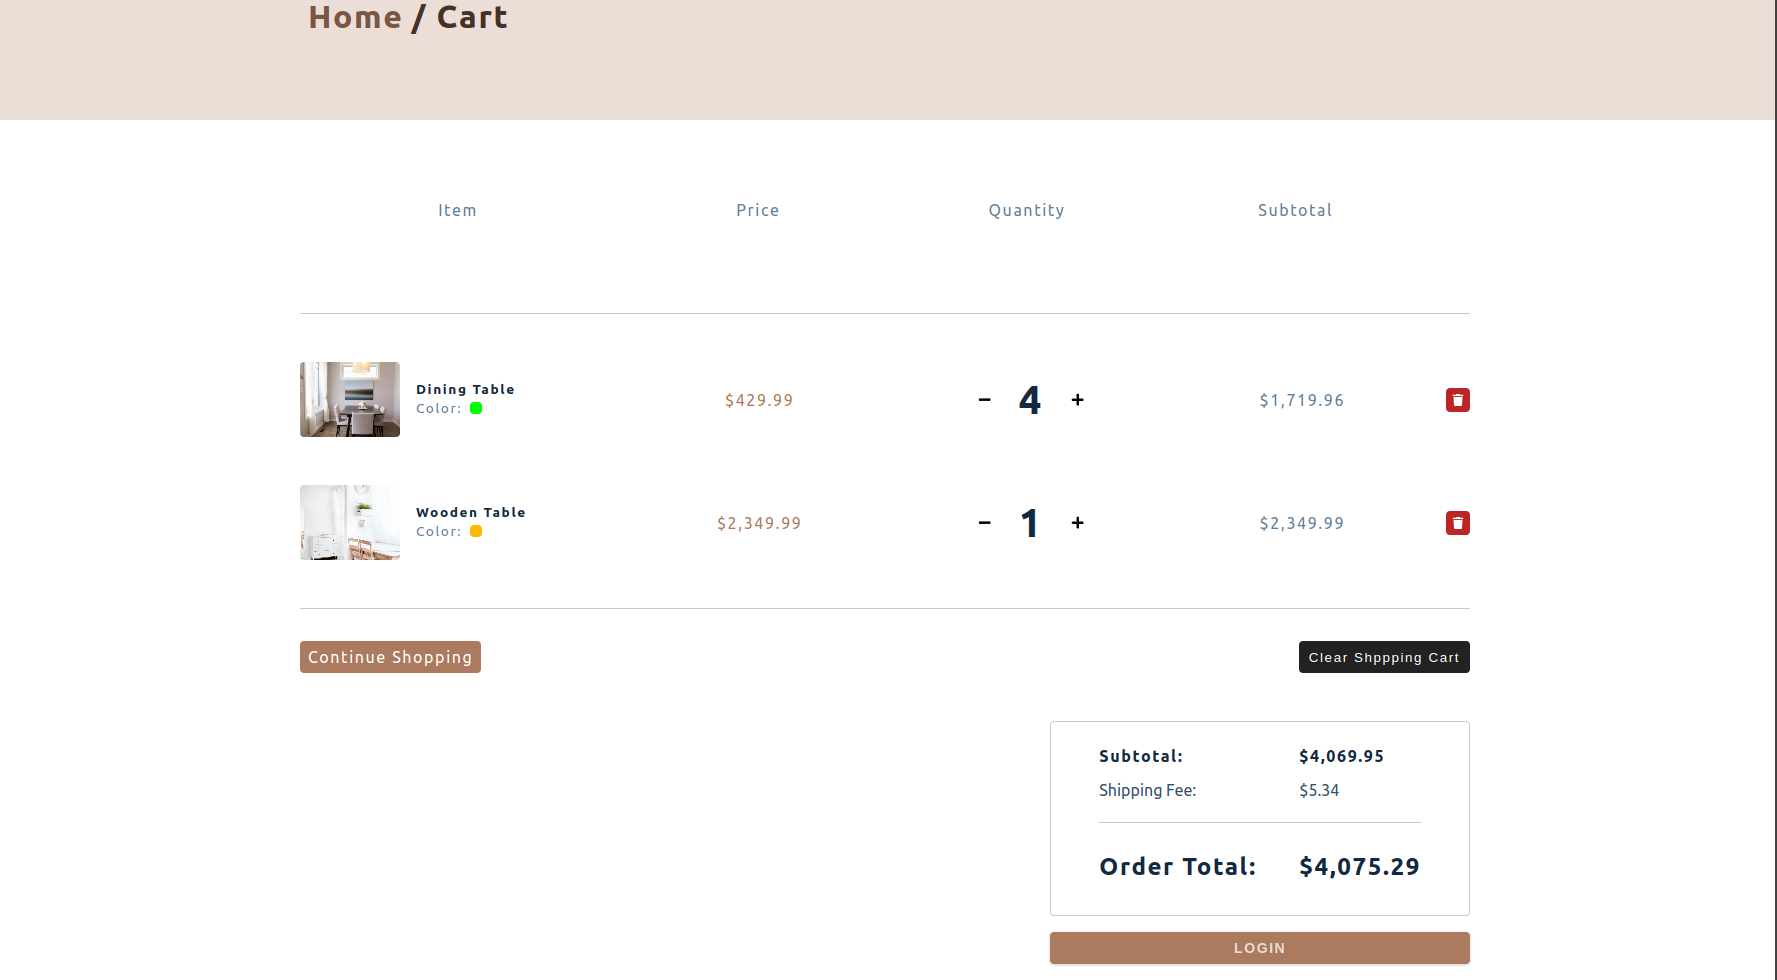 Home / Cart
Item Price Quantity Subtotal
Dining Table
Color:
$429.99 − 4 + $1,719.96
Wooden Table
Color:
$2,349.99 − 1 + $2,349.99
Continue Shopping Clear Shppping Cart
Subtotal: $4,069.95
Shipping Fee: $5.34
Order Total: $4,075.29
LOGIN